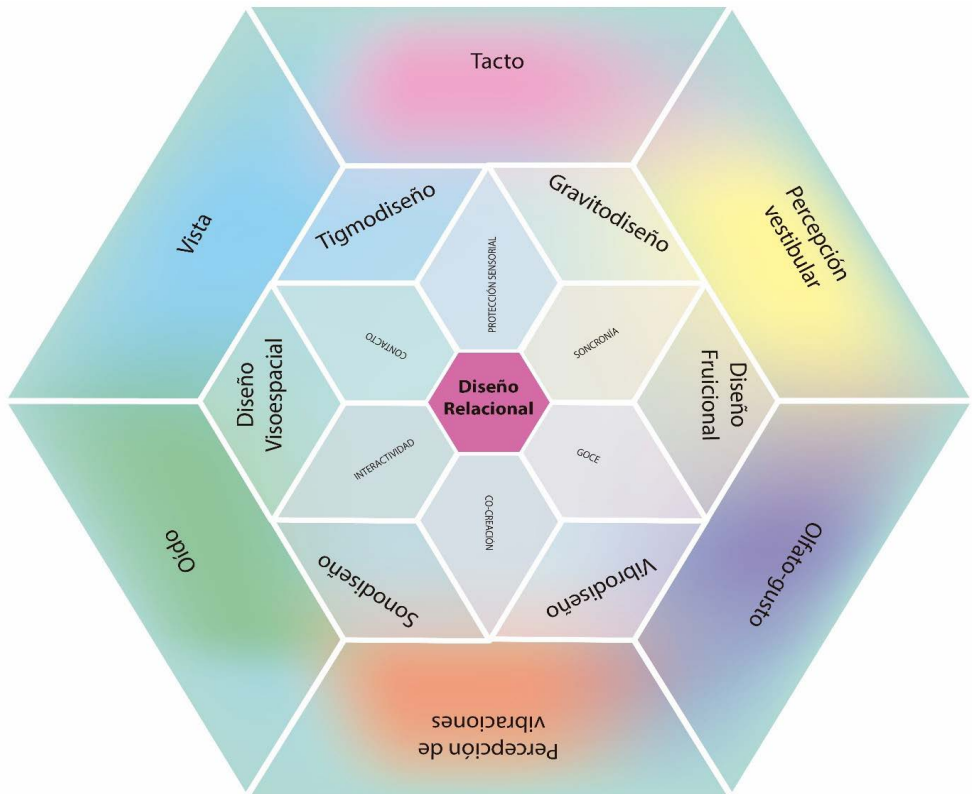 Tacto
Percepción
vestibular
Olfato-gusto
Percepción de
vibraciones
Oído
Vista
Tigmodiseño
Gravitodiseño
Diseño
Fruicional
Vibrodiseño
Sonodiseño
Diseño
Visoespacial
PROTECCIÓN SENSORIAL
SONCRONÍA
GOCE
CO-CREACIÓN
INTERACTIVIDAD
CONTACTO
Diseño
Relacional